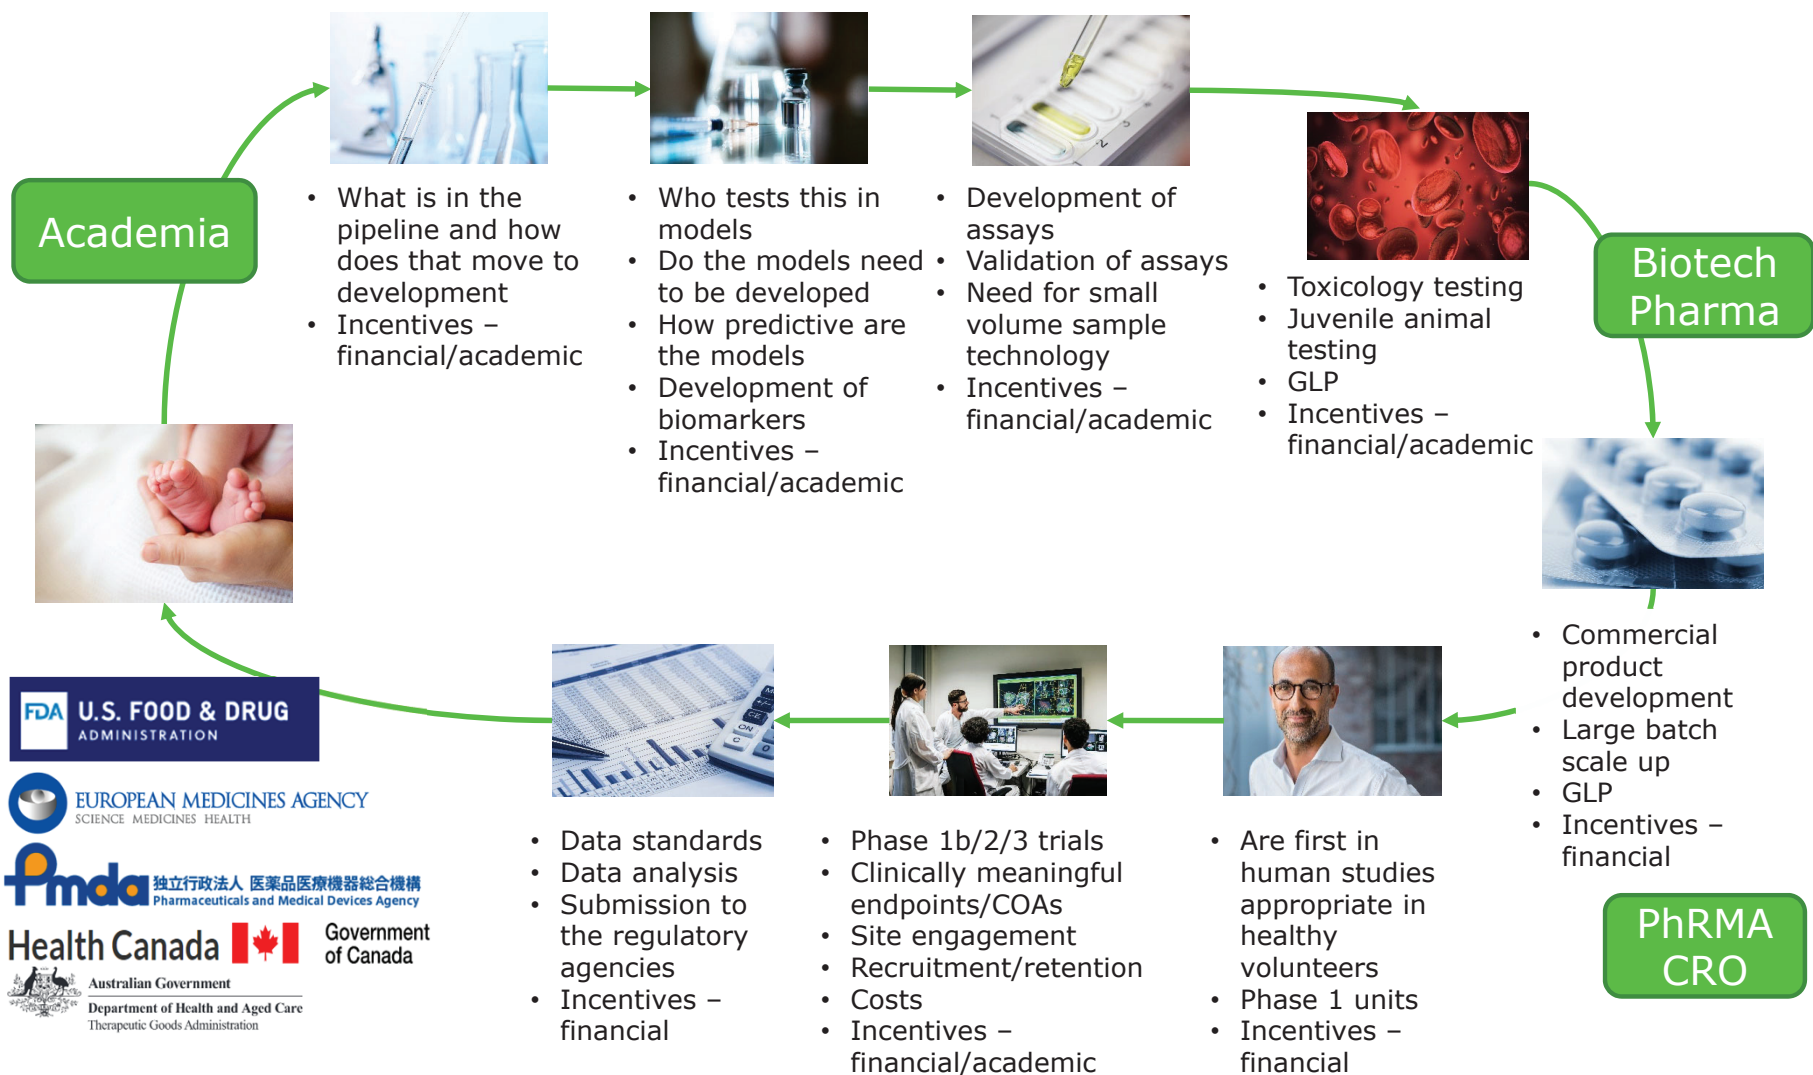 Academia
• What is in the
pipeline and how
does that move to
development
• Incentives –
financial/academic
• Who tests this in
models
• Do the models need
to be developed
• How predictive are
the models
• Development of
biomarkers
• Incentives –
financial/academic
• Development of
assays
• Validation of assays
• Need for small
volume sample
technology
• Incentives –
financial/academic
• Toxicology testing
• Juvenile animal
testing
• GLP
• Incentives –
financial/academic
Biotech
Pharma
• Commercial
product
development
• Large batch
scale up
• GLP
• Incentives –
financial
PhRMA
CRO
• Are first in
human studies
appropriate in
healthy
volunteers
• Phase 1 units
• Incentives –
financial
• Phase 1b/2/3 trials
• Clinically meaningful
endpoints/COAs
• Site engagement
• Recruitment/retention
• Costs
• Incentives –
financial/academic
• Data standards
• Data analysis
• Submission to
the regulatory
agencies
• Incentives –
financial
FDA U.S. FOOD & DRUG
ADMINISTRATION
EUROPEAN MEDICINES AGENCY
SCIENCE MEDICINES HEALTH
Pmda 独立行政法人 医薬品医療機器総合機構
Pharmaceuticals and Medical Devices Agency
Health Canada
Government
of Canada
Australian Government
Department of Health and Aged Care
Therapeutic Goods Administration